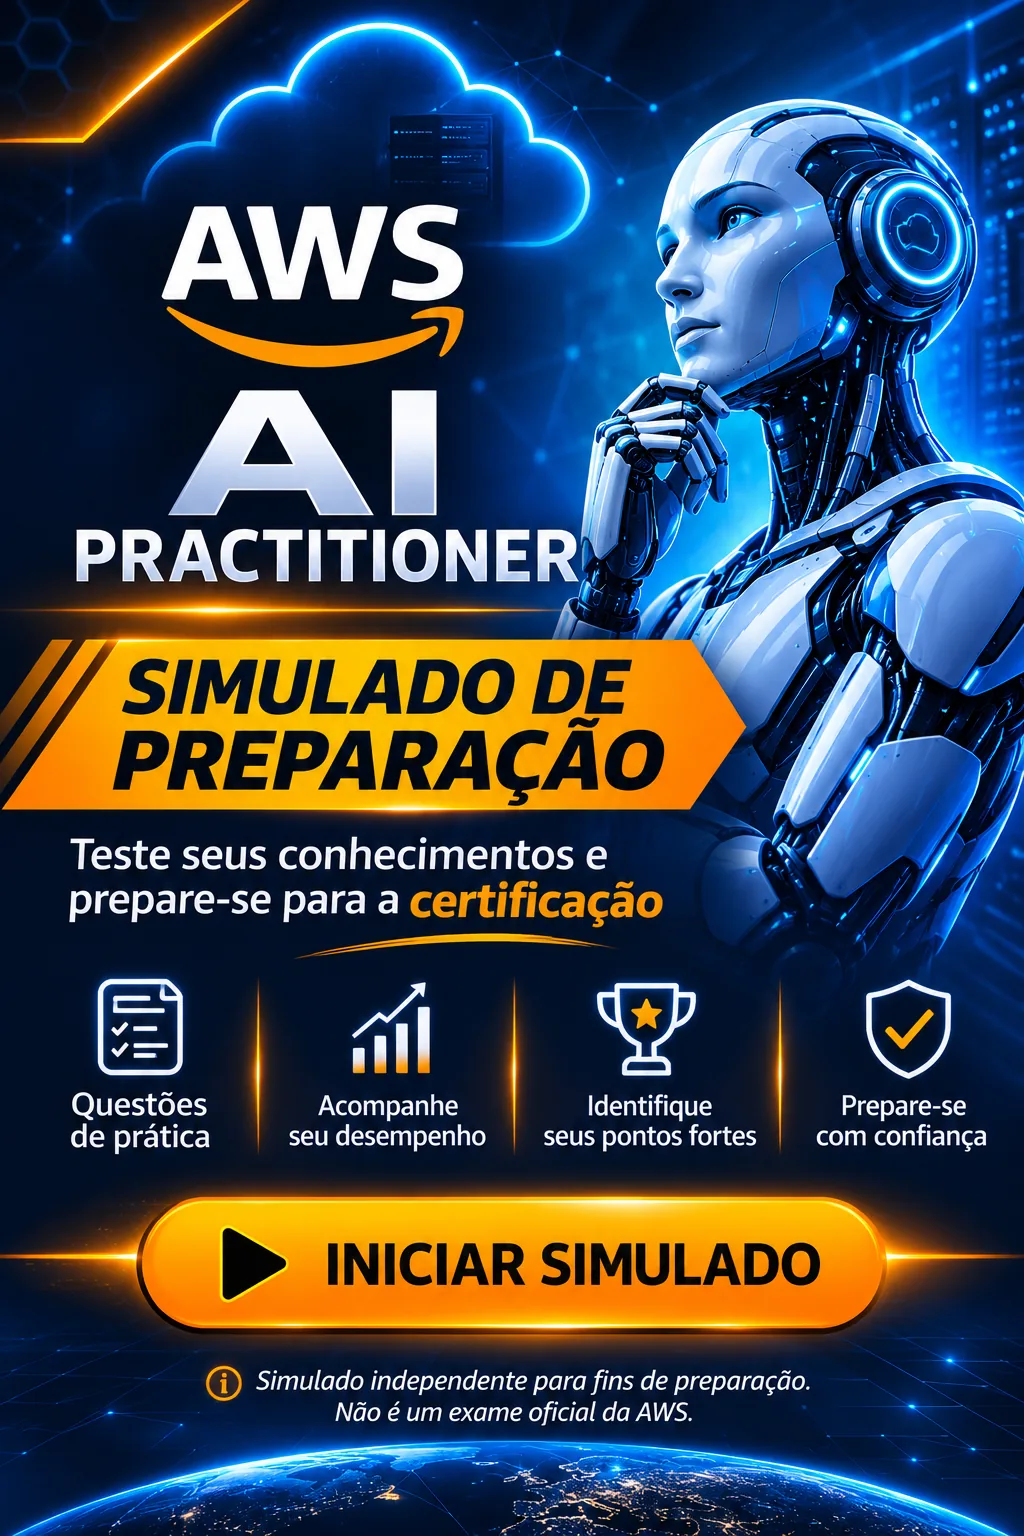 AWS
AI
PRACTITIONER
SIMULADO DE
PREPARAÇÃO
Teste seus conhecimentos e
prepare-se para a certificação
Questões
de prática
Acompanhe
seu desempenho
Identifique
seus pontos fortes
Prepare-se
com confiança
INICIAR SIMULADO
Simulado independente para fins de preparação.
Não é um exame oficial da AWS.